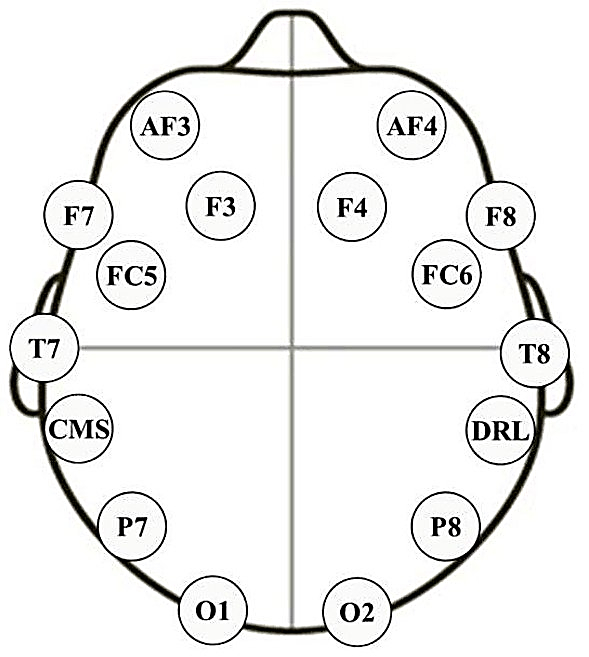 AF3 AF4
F7 F3 F4 F8
FC5 FC6
T7 T8
CMS DRL
P7 P8
O1 O2